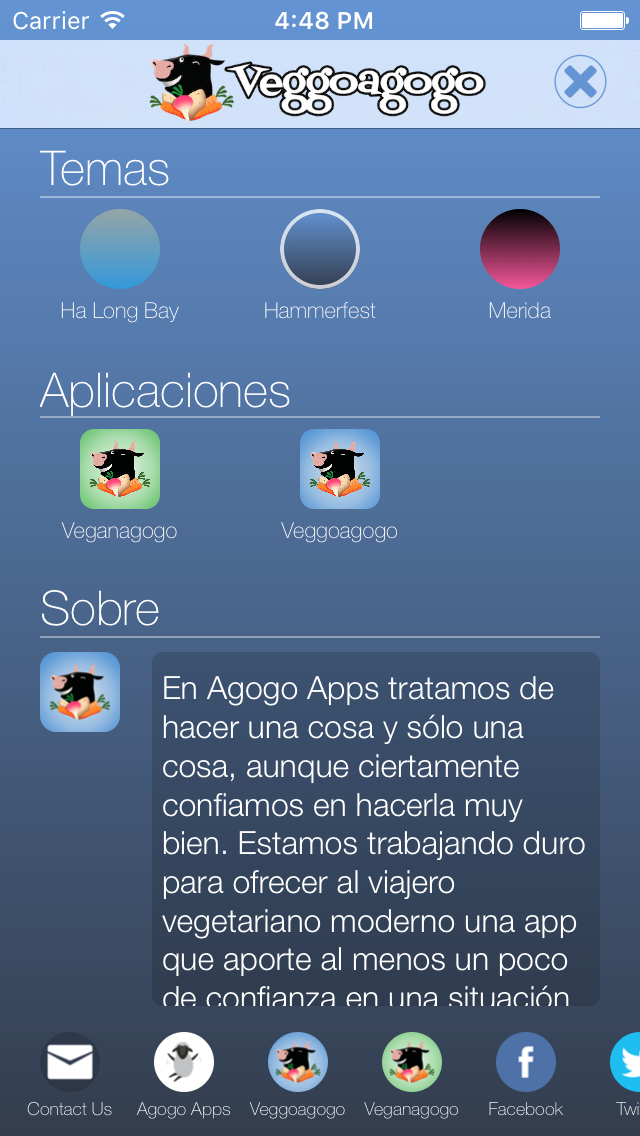 Carrier 4:48 PM
Veggoagogo
Temas
Ha Long Bay Hammerfest Merida
Aplicaciones
Veganagogo Veggoagogo
Sobre
En Agogo Apps tratamos de
hacer una cosa y sólo una
cosa, aunque ciertamente
confiamos en hacerla muy
bien. Estamos trabajando duro
para ofrecer al viajero
vegetariano moderno una app
que aporte al menos un poco
de confianza en una situación
Contact Us Agogo Apps Veggoagogo Veganagogo Facebook Twi